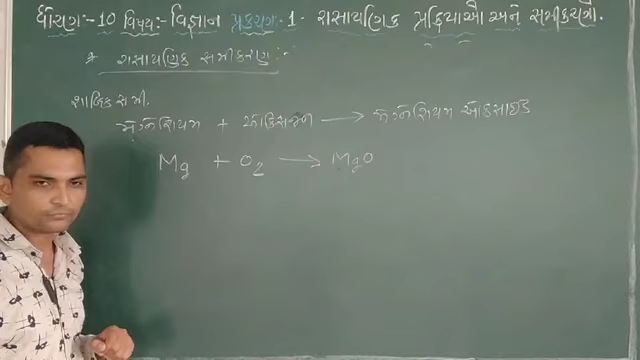 ધોરણ:-10 વિષય:- વિજ્ઞાન પ્રકરણ-1. રાસાયણિક પ્રક્રિયાઓ અને સમીકરણો.
* રાસાયણિક સમીકરણ:-
શાબ્દિક સમી.
મેગ્નેશિયમ + ઓક્સિજન → મેગ્નેશિયમ ઓકસાઇડ
Mg + O₂ → MgO